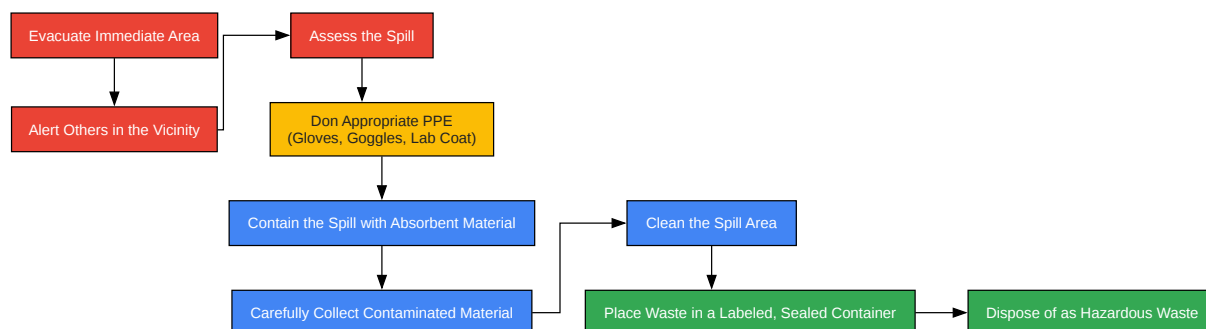 Evacuate Immediate Area
Alert Others in the Vicinity
Assess the Spill
Don Appropriate PPE
(Gloves, Goggles, Lab Coat)
Contain the Spill with Absorbent Material
Carefully Collect Contaminated Material
Clean the Spill Area
Place Waste in a Labeled, Sealed Container
Dispose of as Hazardous Waste